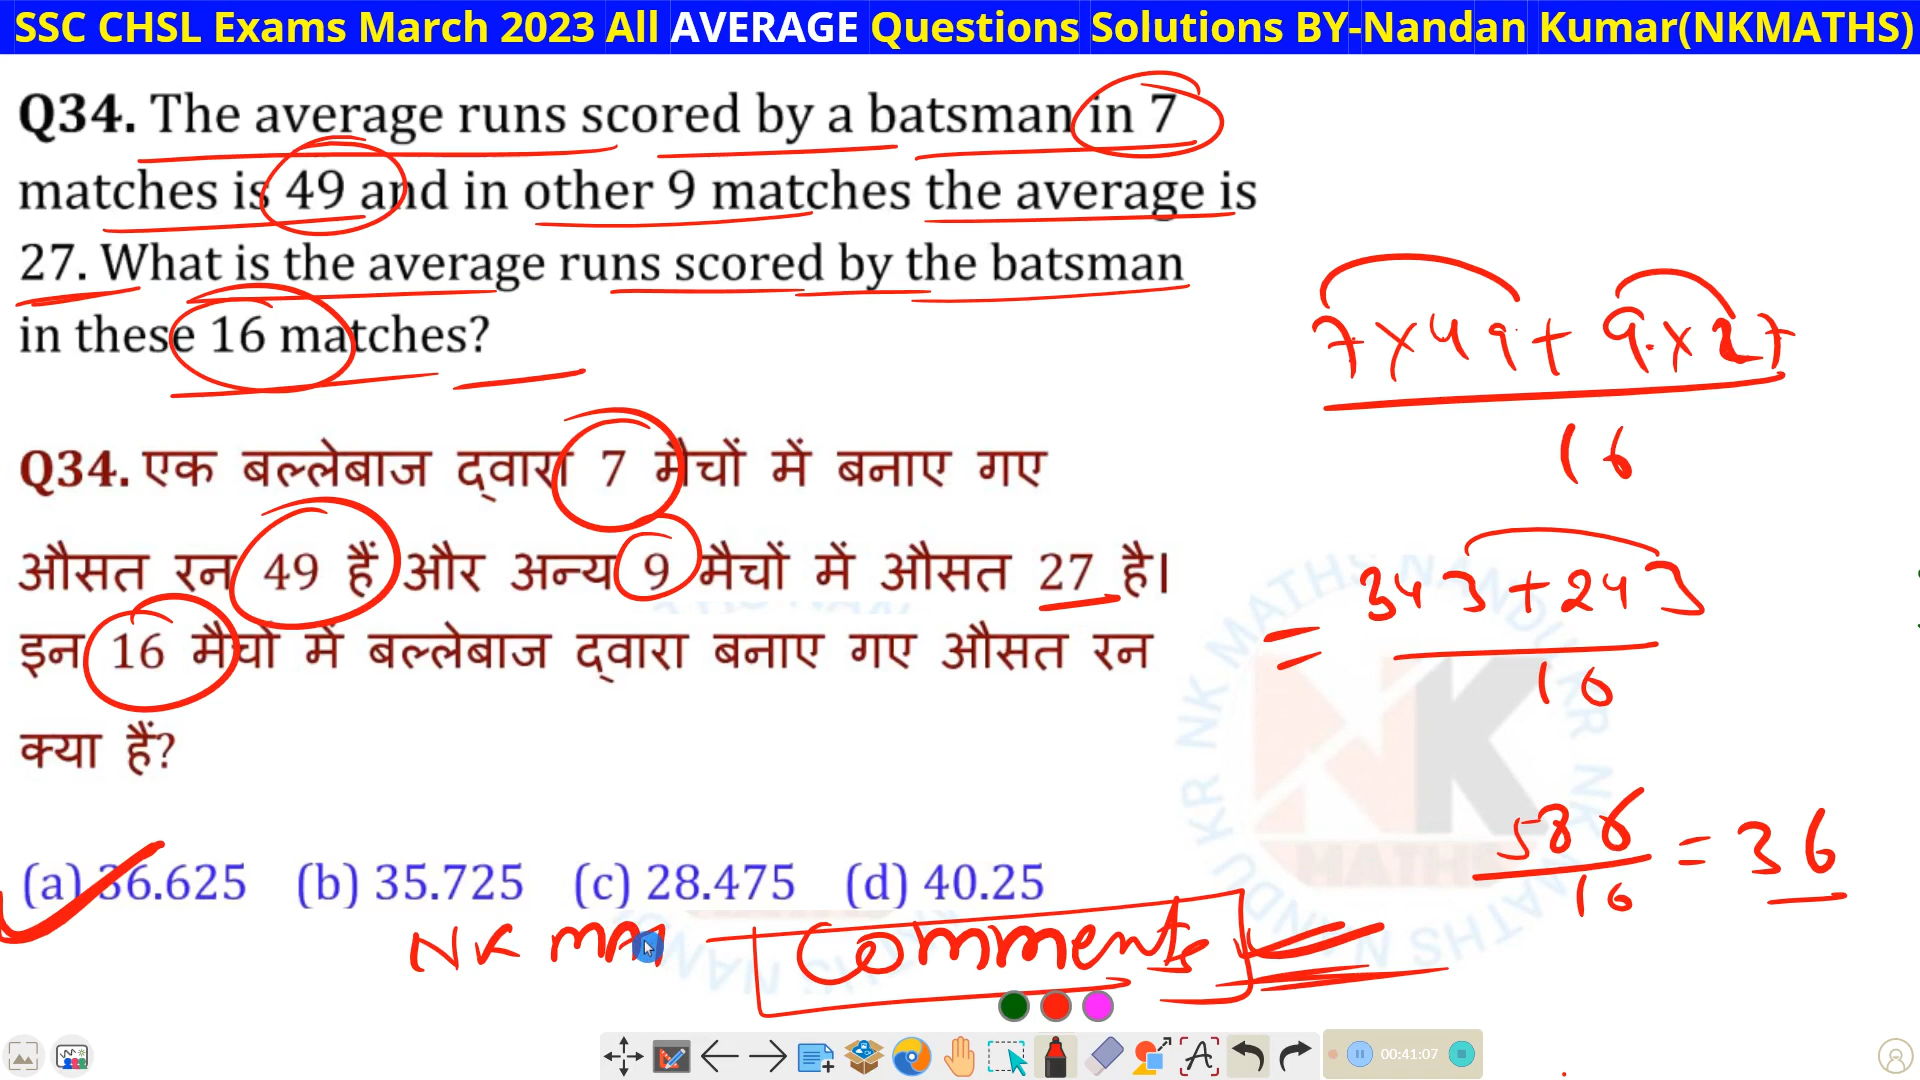 SSC CHSL Exams March 2023 All AVERAGE Questions Solutions BY-Nandan Kumar(NKMATHS)
Q34. The average runs scored by a batsman in 7
matches is 49 and in other 9 matches the average is
27. What is the average runs scored by the batsman
in these 16 matches?
7×49+9×27
16
Q34. एक बल्लेबाज द्वारा 7 मैचों में बनाए गए
औसत रन 49 हैं और अन्य 9 मैचों में औसत 27 है।
इन 16 मैचों में बल्लेबाज द्वारा बनाए गए औसत रन
क्या हैं?
= 343+243
16
586 = 36
16
(a) 36.625 (b) 35.725 (c) 28.475 (d) 40.25
NK Comments
NK MATHS
00:41:07